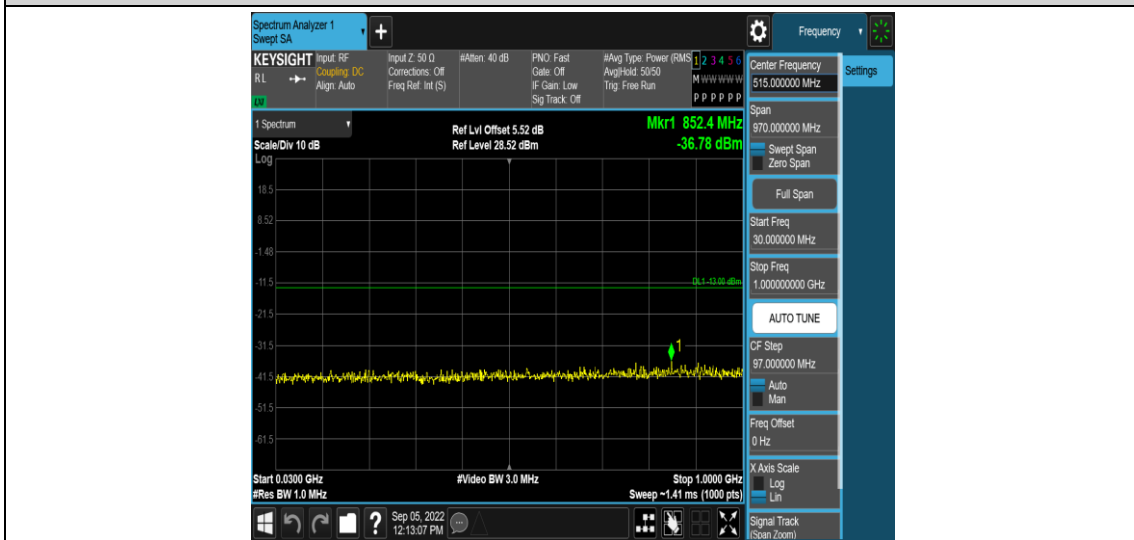 Spectrum Analyzer 1
Swept SA
+
Frequency
KEYSIGHT
RL
LXI
Input: RF
Coupling: DC
Align: Auto
Input Z: 50 Ω
Corrections: Off
Freq Ref: Int (S)
#Atten: 40 dB
PNO: Fast
Gate: Off
IF Gain: Low
Sig Track: Off
#Avg Type: Power (RMS
Avg|Hold: 50/50
Trig: Free Run
1 2 3 4 5 6
M W W W W W
P P P P P P
Center Frequency
515.000000 MHz
Settings
Span
970.000000 MHz
Swept Span
Zero Span
Full Span
Start Freq
30.000000 MHz
Stop Freq
1.000000000 GHz
AUTO TUNE
CF Step
97.000000 MHz
Auto
Man
Freq Offset
0 Hz
X Axis Scale
Log
Lin
Signal Track
(Span Zoom)
1 Spectrum
Scale/Div 10 dB
Log
Ref Lvl Offset 5.52 dB
Ref Level 28.52 dBm
Mkr1 852.4 MHz
-36.78 dBm
18.5
8.52
-1.48
-11.5
DL1 -13.00 dBm
-21.5
-31.5
1
-41.5
-51.5
-61.5
Start 0.0300 GHz
#Video BW 3.0 MHz
Stop 1.0000 GHz
#Res BW 1.0 MHz
Sweep ~1.41 ms (1000 pts)
?
Sep 05, 2022
12:13:07 PM